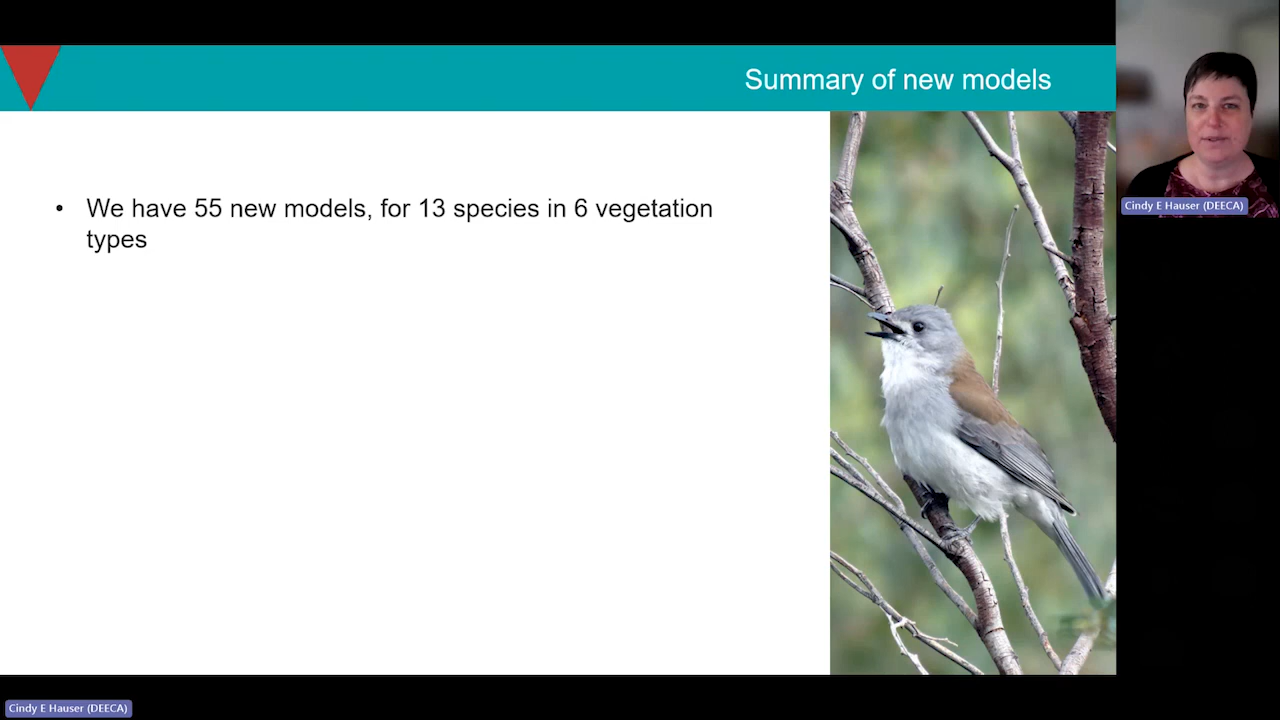 Summary of new models
• We have 55 new models, for 13 species in 6 vegetation
types
Cindy E Hauser (DEECA)
Cindy E Hauser (DEECA)